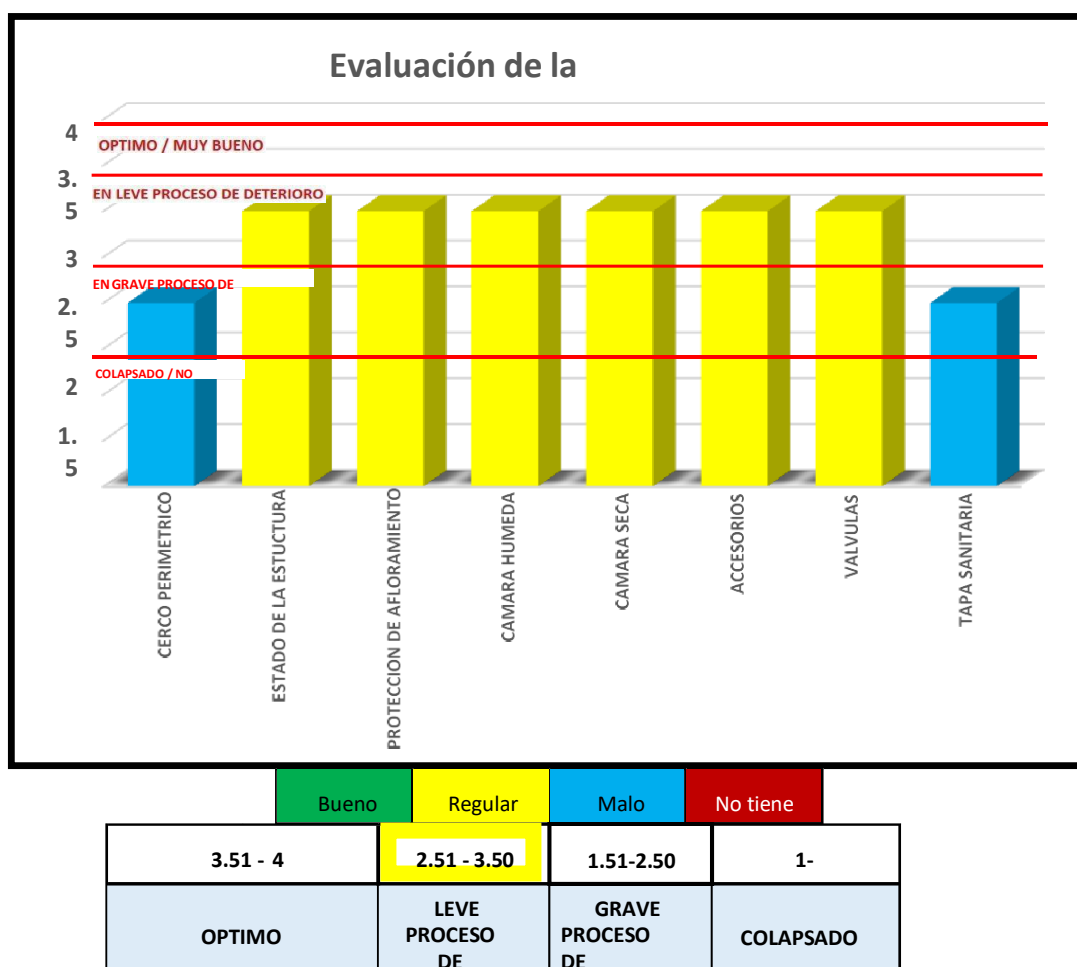 Evaluación de la
4
OPTIMO / MUY BUENO
3.
EN LEVE PROCESO DE DETERIORO
5
3
EN GRAVE PROCESO DE
2.
5
COLAPSADO / NO
2
1.
5
CERCO PERIMETRICO
ESTADO DE LA ESTUCTURA
PROTECCION DE AFLORAMIENTO
CAMARA HUMEDA
CAMARA SECA
ACCESORIOS
VALVULAS
TAPA SANITARIA
Bueno Regular Malo No tiene
3.51 - 4 2.51 - 3.50 1.51-2.50 1-
OPTIMO LEVE PROCESO DE GRAVE PROCESO DE COLAPSADO